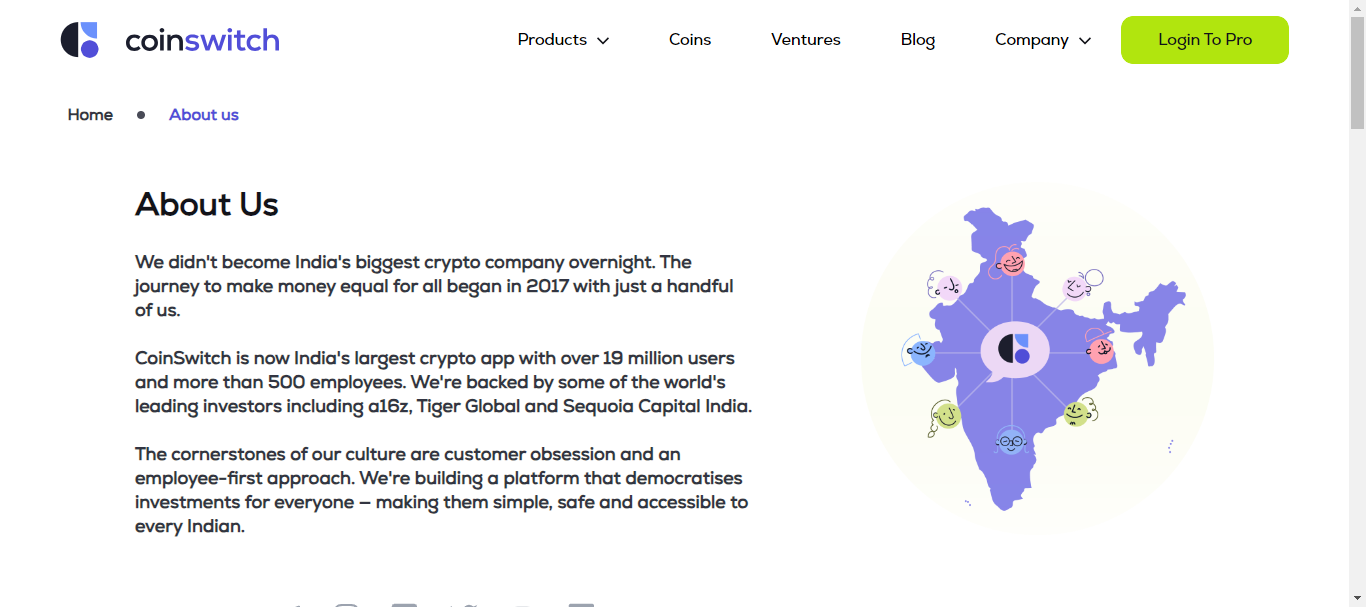 coinswitch
Products
Coins
Ventures
Blog
Company
Login To Pro
Home
About us
About Us
We didn't become India's biggest crypto company overnight. The
journey to make money equal for all began in 2017 with just a handful
of us.
CoinSwitch is now India's largest crypto app with over 19 million users
and more than 500 employees. We're backed by some of the world's
leading investors including a16z, Tiger Global and Sequoia Capital India.
The cornerstones of our culture are customer obsession and an
employee-first approach. We're building a platform that democratises
investments for everyone – making them simple, safe and accessible to
every Indian.